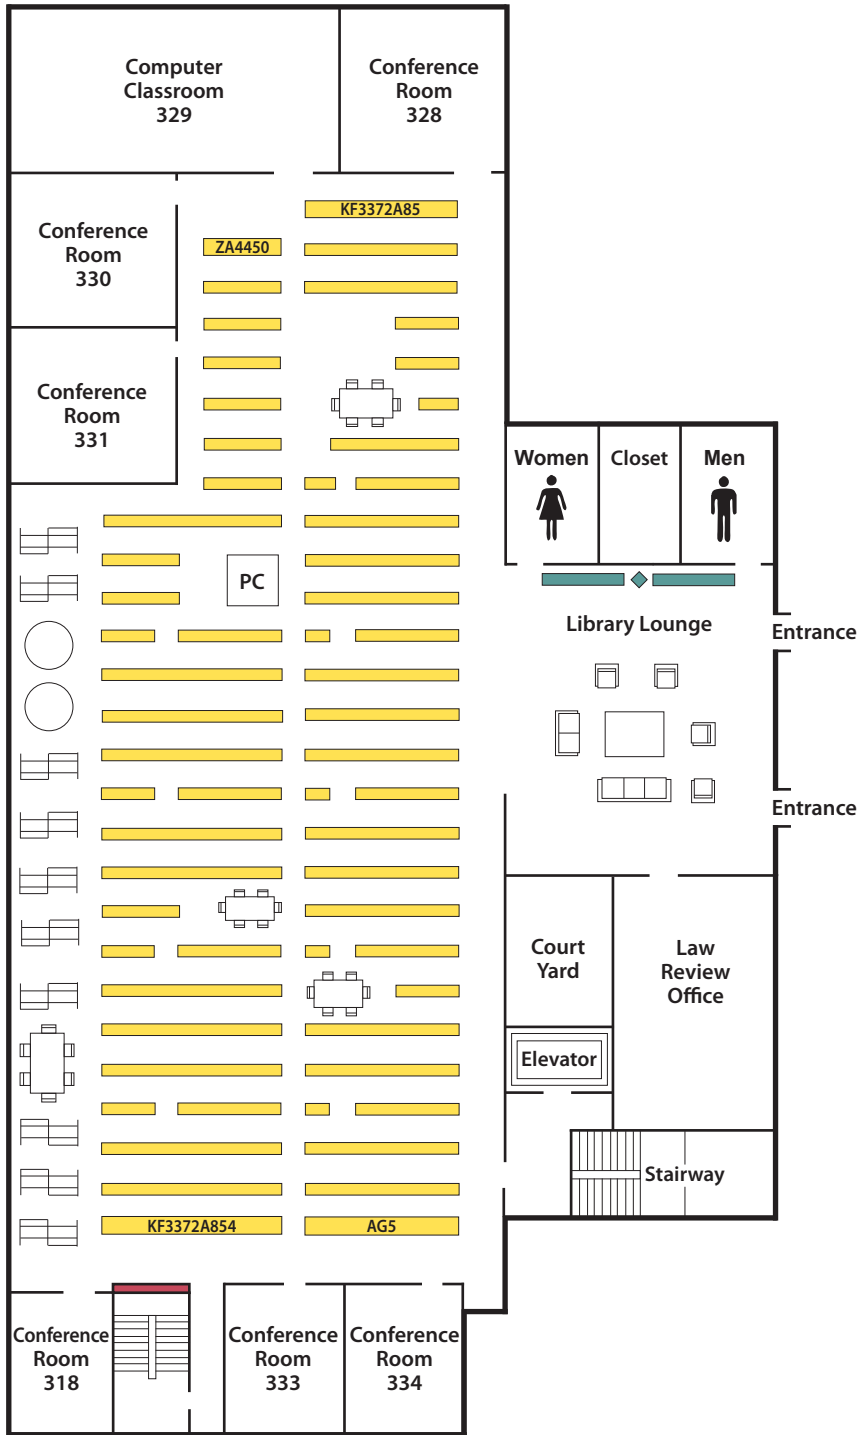 Computer
Classroom
329
Conference
Room
328
KF3372A85
Conference
Room
330
ZA4450
Conference
Room
331
Women
Closet
Men
PC
Library Lounge
Entrance
Entrance
Court
Yard
Law
Review
Office
Elevator
Stairway
KF3372A854
AG5
Conference
Room
318
Conference
Room
333
Conference
Room
334